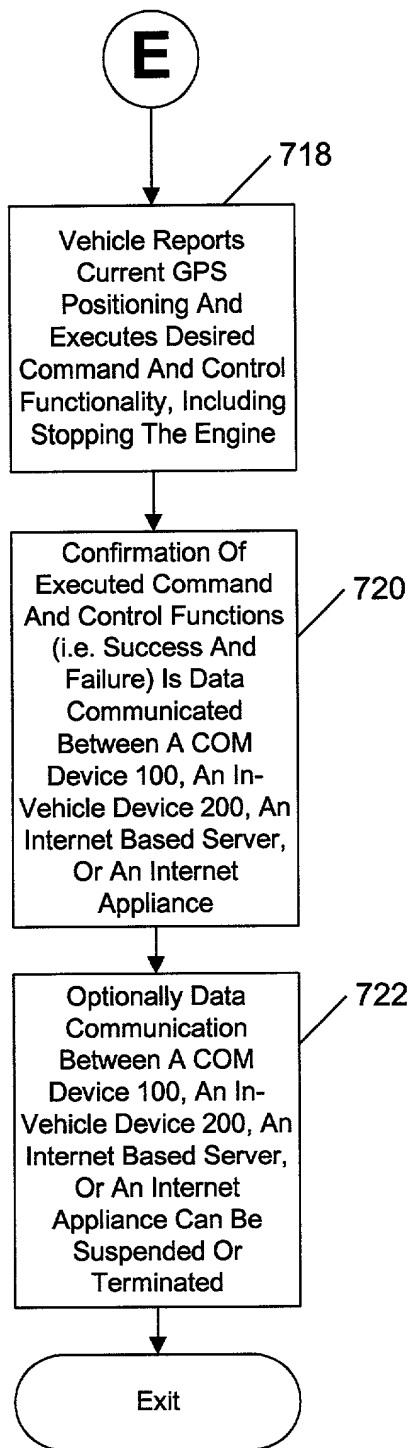 E
718
Vehicle Reports
Current GPS
Positioning And
Executes Desired
Command And Control
Functionality, Including
Stopping The Engine
Confirmation Of
Executed Command
And Control Functions
(i.e. Success And
Failure) Is Data
Communicated
Between A COM
Device 100, An In-
Vehicle Device 200, An
Internet Based Server,
Or An Internet
Appliance
720
Optionally Data
Communication
Between A COM
Device 100, An In-
Vehicle Device 200, An
Internet Based Server,
Or An Internet
Appliance Can Be
Suspended Or
Terminated
722
Exit